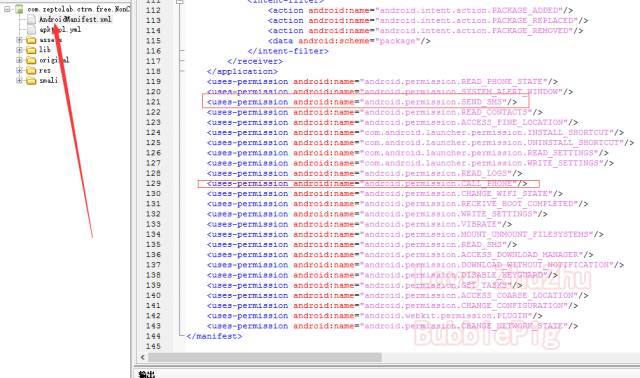 com.zeptolab.ctrm.free.NonC
AndroidManifest.xml
apktool.yml
assets
lib
original
res
smali
111 <intent-filter>
112 <action android:name="android.intent.action.PACKAGE_ADDED"/>
113 <action android:name="android.intent.action.PACKAGE_REPLACED"/>
114 <action android:name="android.intent.action.PACKAGE_REMOVED"/>
115 <data android:scheme="package"/>
116 </intent-filter>
117 </receiver>
118 </application>
119 <uses-permission android:name="android.permission.READ_PHONE_STATE"/>
120 <uses-permission android:name="android.permission.SYSTEM_ALERT_WINDOW"/>
121 <uses-permission android:name="android.permission.SEND_SMS"/>
122 <uses-permission android:name="android.permission.READ_CONTACTS"/>
123 <uses-permission android:name="android.permission.ACCESS_FINE_LOCATION"/>
124 <uses-permission android:name="com.android.launcher.permission.INSTALL_SHORTCUT"/>
125 <uses-permission android:name="com.android.launcher.permission.UNINSTALL_SHORTCUT"/>
126 <uses-permission android:name="com.android.launcher.permission.READ_SETTINGS"/>
127 <uses-permission android:name="com.android.launcher.permission.WRITE_SETTINGS"/>
128 <uses-permission android:name="android.permission.READ_LOGS"/>
129 <uses-permission android:name="android.permission.CALL_PHONE"/>
130 <uses-permission android:name="android.permission.CHANGE_WIFI_STATE"/>
131 <uses-permission android:name="android.permission.RECEIVE_BOOT_COMPLETED"/>
132 <uses-permission android:name="android.permission.WRITE_SETTINGS"/>
133 <uses-permission android:name="android.permission.VIBRATE"/>
134 <uses-permission android:name="android.permission.MOUNT_UNMOUNT_FILESYSTEMS"/>
135 <uses-permission android:name="android.permission.READ_SMS"/>
136 <uses-permission android:name="android.permission.ACCESS_DOWNLOAD_MANAGER"/>
137 <uses-permission android:name="android.permission.DOWNLOAD_WITHOUT_NOTIFICATION"/>
138 <uses-permission android:name="android.permission.DISABLE_KEYGUARD"/>
139 <uses-permission android:name="android.permission.GET_TASKS"/>
140 <uses-permission android:name="android.permission.ACCESS_COARSE_LOCATION"/>
141 <uses-permission android:name="android.permission.CHANGE_CONFIGURATION"/>
142 <uses-permission android:name="android.webkit.permission.PLUGIN"/>
143 <uses-permission android:name="android.permission.CHANGE_NETWORK_STATE"/>
144 </manifest>
145
BubblePig
输出